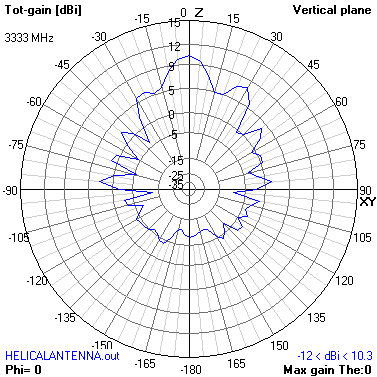 Tot-gain [dBi]
Vertical plane
3333 MHz
-15 0 Z 15
-30 30
-45 45
-60 60
-75 75
-90 90
XY
-105 105
-120 120
-135 135
-150 150
-165 165
-180
15
12
9
5
0
-5
-15
-25
-35
HELICALANTENNA.out
-12 < dBi < 10.3
Phi= 0
Max gain The:0